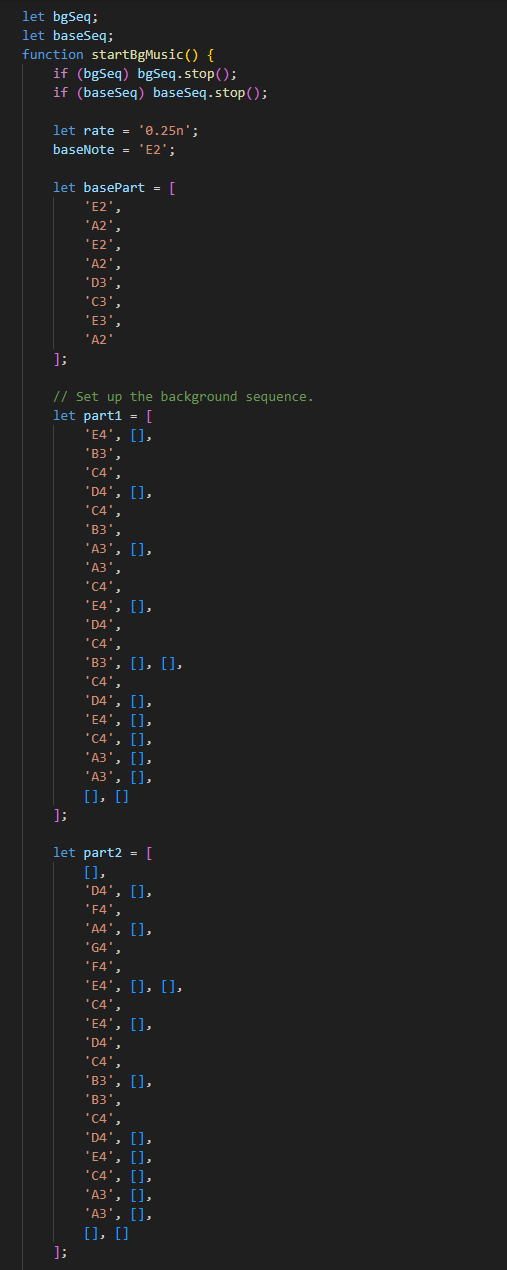 let bgSeq;
let baseSeq;
function startBgMusic() {
    if (bgSeq) bgSeq.stop();
    if (baseSeq) baseSeq.stop();

    let rate = '0.25n';
    baseNote = 'E2';

    let basePart = [
        'E2',
        'A2',
        'E2',
        'A2',
        'D3',
        'C3',
        'E3',
        'A2'
    ];

    // Set up the background sequence.
    let part1 = [
        'E4', [],
        'B3',
        'C4',
        'D4', [],
        'C4',
        'B3',
        'A3', [],
        'A3',
        'C4',
        'E4', [],
        'D4',
        'C4',
        'B3', [], [],
        'C4',
        'D4', [],
        'E4', [],
        'C4', [],
        'A3', [],
        'A3', [],
        [], []
    ];

    let part2 = [
        [],
        'D4', [],
        'F4',
        'A4', [],
        'G4',
        'F4',
        'E4', [], [],
        'C4',
        'E4', [],
        'D4',
        'C4',
        'B3', [],
        'B3',
        'C4',
        'D4', [],
        'E4', [],
        'C4', [],
        'A3', [],
        'A3', [],
        [], []
    ];